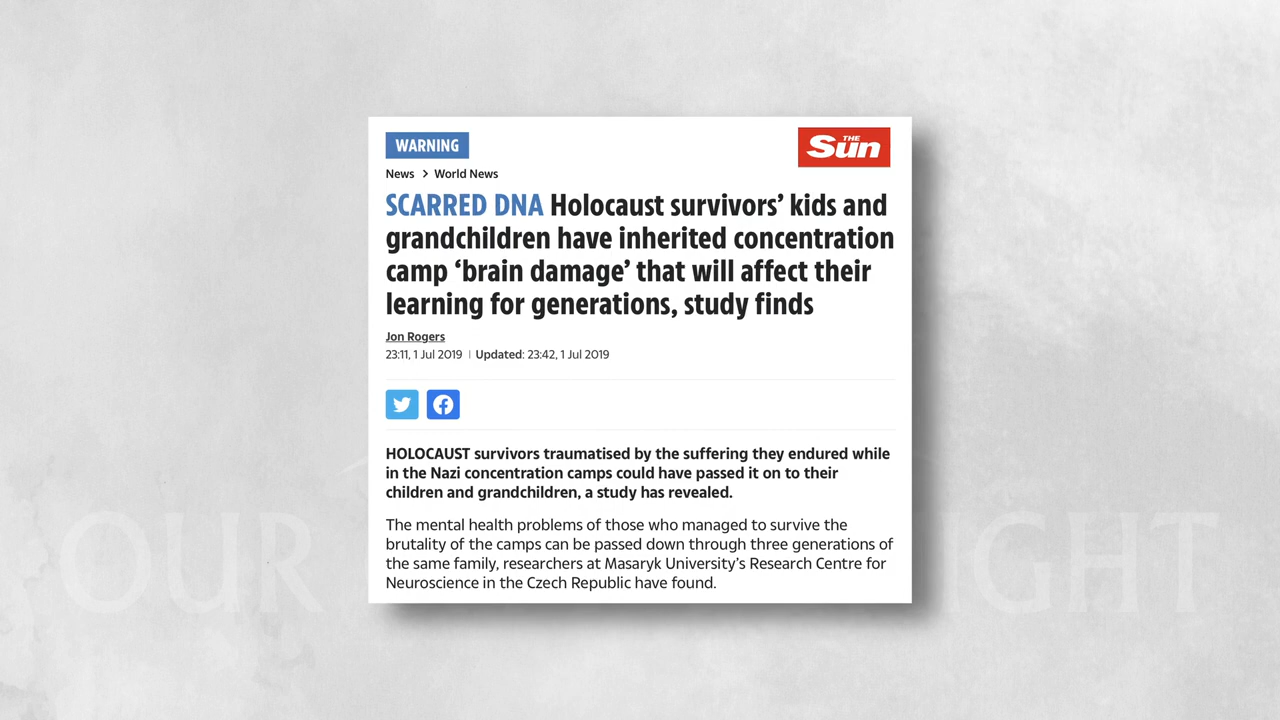 WARNING
THE
Sun
News > World News
SCARRED DNA Holocaust survivors’ kids and
grandchildren have inherited concentration
camp ‘brain damage’ that will affect their
learning for generations, study finds
Jon Rogers
23:11, 1 Jul 2019 | Updated: 23:42, 1 Jul 2019
HOLOCAUST survivors traumatised by the suffering they endured while
in the Nazi concentration camps could have passed it on to their
children and grandchildren, a study has revealed.
The mental health problems of those who managed to survive the
brutality of the camps can be passed down through three generations of
the same family, researchers at Masaryk University’s Research Centre for
Neuroscience in the Czech Republic have found.
OUR